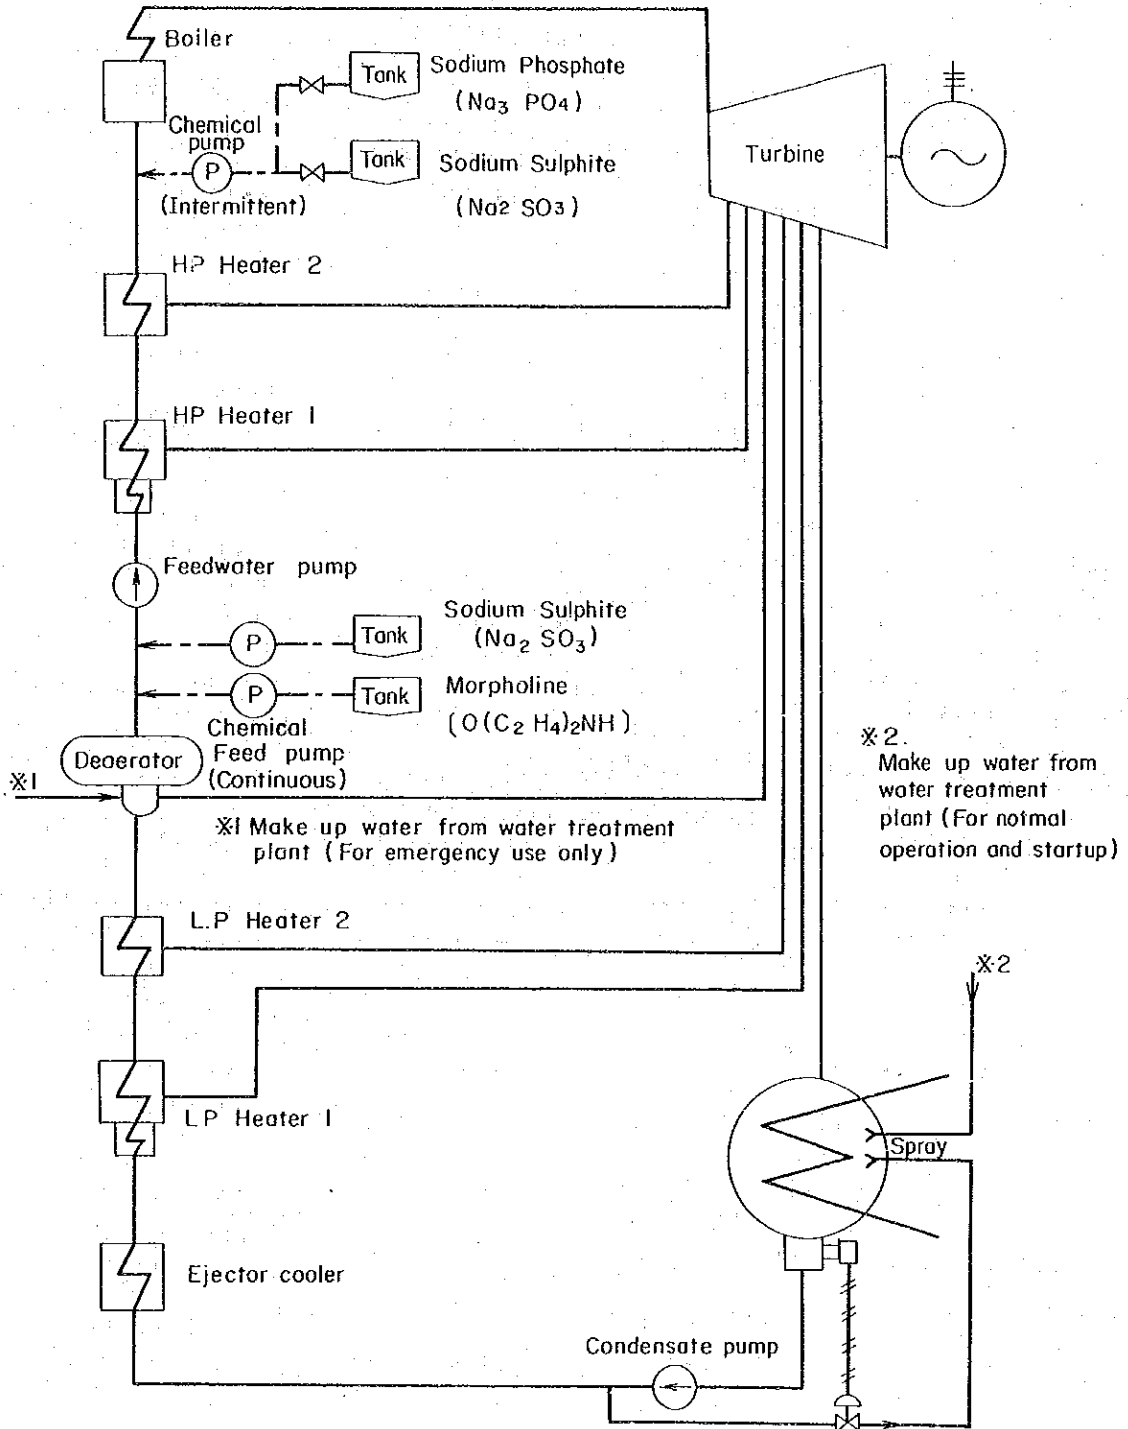 Boiler
Tank
Sodium Phosphate
(Na3 PO4)
Chemical
pump
P
(Intermittent)
Tank
Sodium Sulphite
(Na2 SO3)
Turbine
HP Heater 2
HP Heater 1
Feedwater pump
P
Tank
Sodium Sulphite
(Na2 SO3)
P
Tank
Morpholine
(O(C2 H4)2NH)
Chemical
Feed pump
(Continuous)
Deaerator
※1
※1 Make up water from water treatment
plant (For emergency use only)
※2.
Make up water from
water treatment
plant (For notmal
operation and startup)
L.P Heater 2
※2
LP Heater 1
Spray
Ejector cooler
Condensate pump